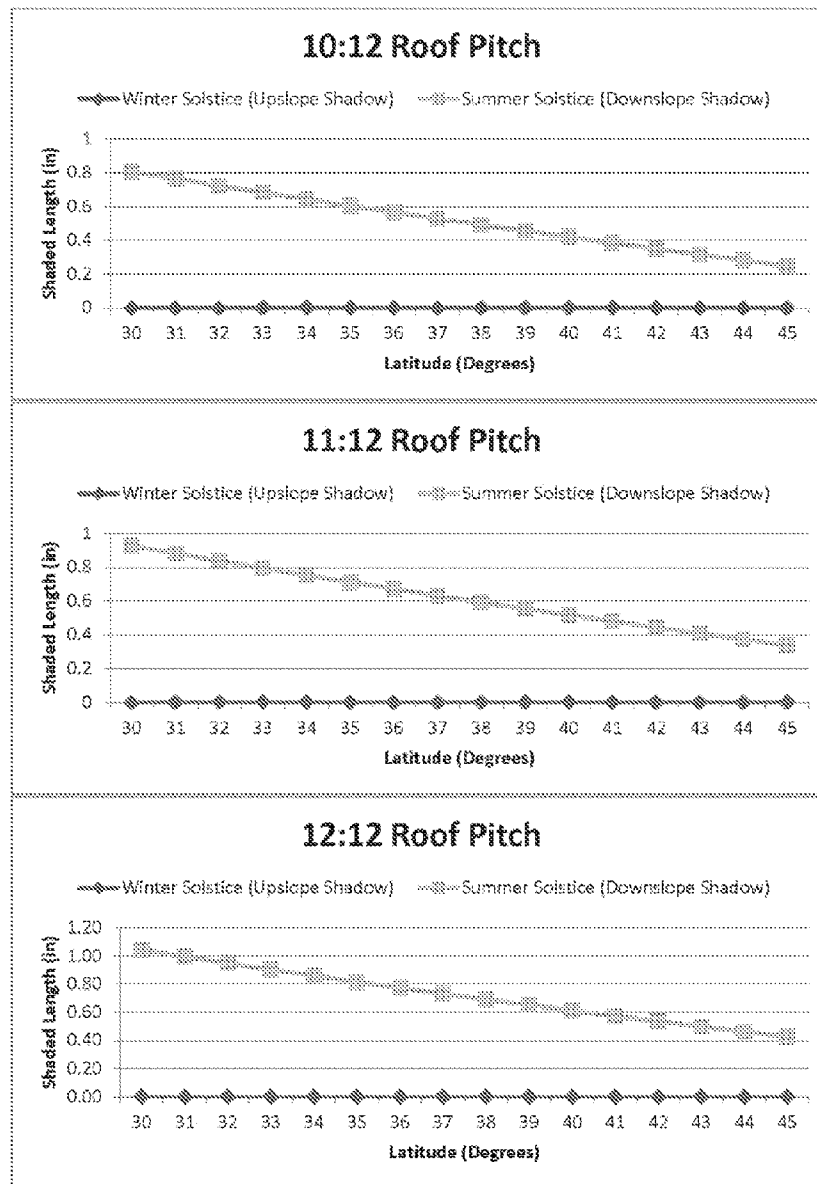 10:12 Roof Pitch
Winter Solstice (Upslope Shadow) Summer Solstice (Downslope Shadow)
Shaded Length (in)
1
0.8
0.6
0.4
0.2
0
30 31 32 33 34 35 36 37 38 39 40 41 42 43 44 45
Latitude (Degrees)
11:12 Roof Pitch
Winter Solstice (Upslope Shadow) Summer Solstice (Downslope Shadow)
Shaded Length (in)
1
0.8
0.6
0.4
0.2
0
30 31 32 33 34 35 36 37 38 39 40 41 42 43 44 45
Latitude (Degrees)
12:12 Roof Pitch
Winter Solstice (Upslope Shadow) Summer Solstice (Downslope Shadow)
Shaded Length (in)
1.20
1.00
0.80
0.60
0.40
0.20
0.00
30 31 32 33 34 35 36 37 38 39 40 41 42 43 44 45
Latitude (Degrees)